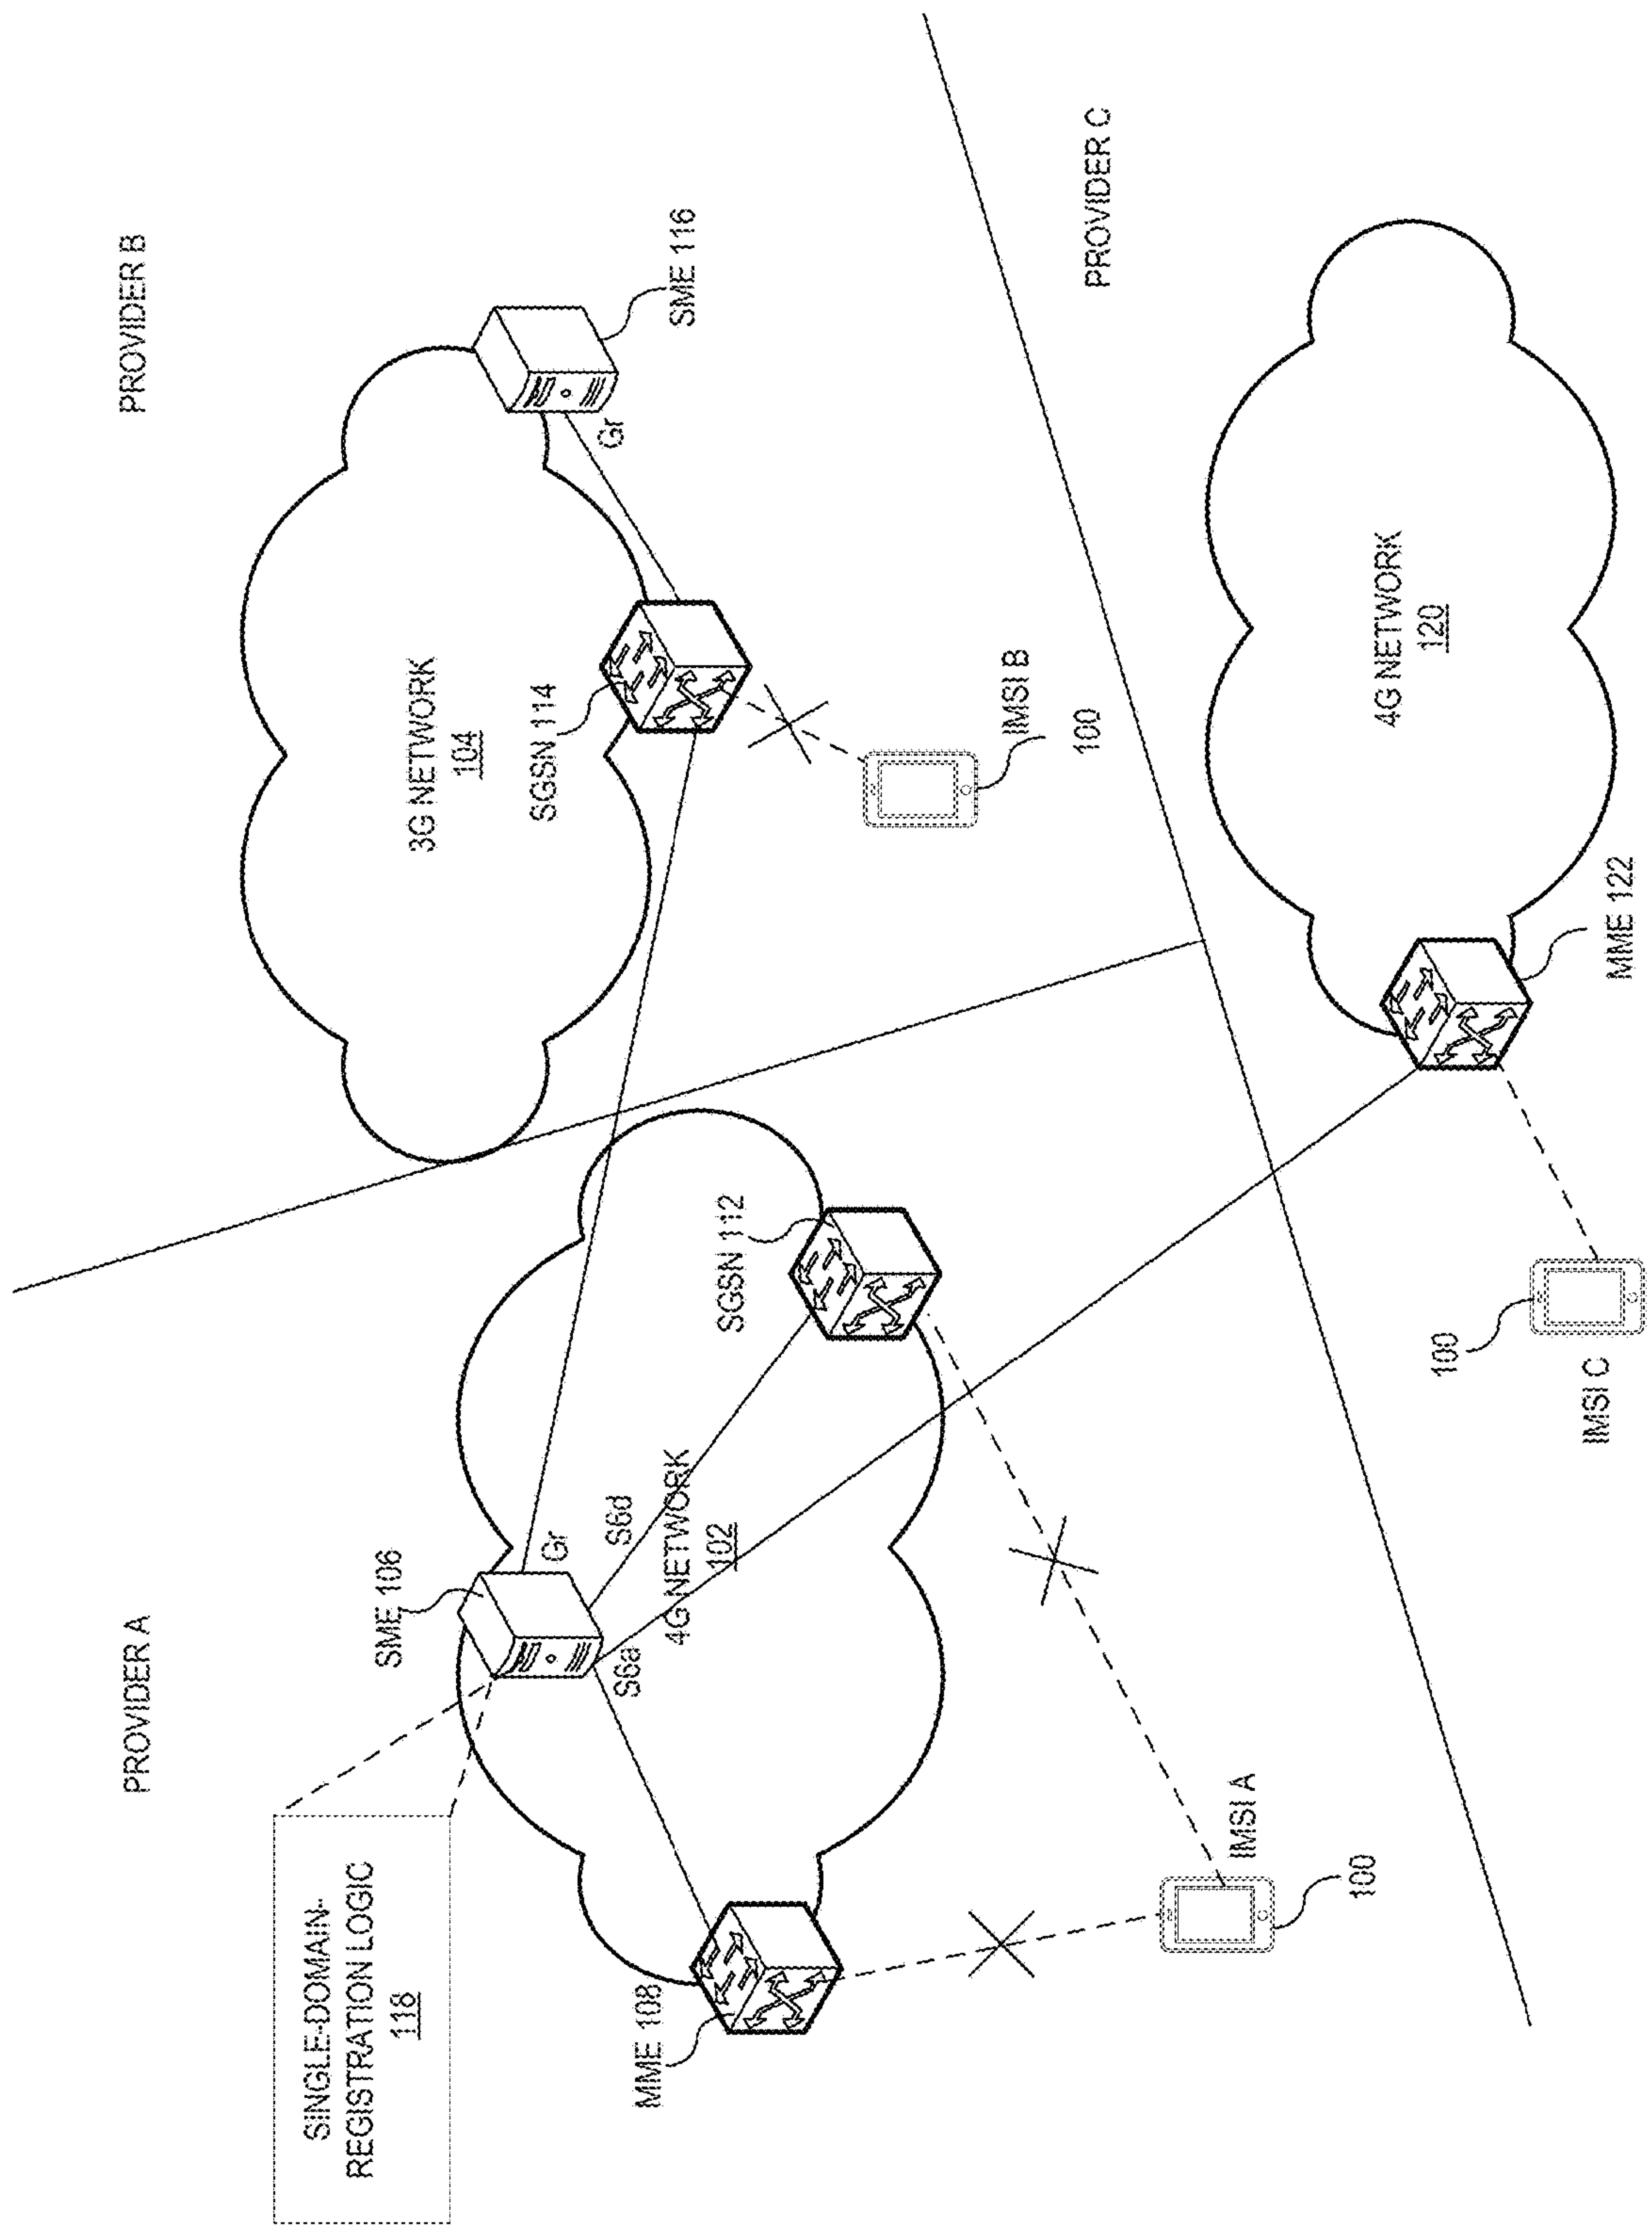 PROVIDER A
SINGLE-DOMAIN-
REGISTRATION LOGIC
118
SME 106
Gr
S6d
S6a
4G NETWORK
102
MME 108
SGSN 112
IMSI A
100
PROVIDER B
3G NETWORK
104
SME 116
Gr
SGSN 114
IMSI B
100
PROVIDER C
4G NETWORK
120
MME 122
100
IMSI C